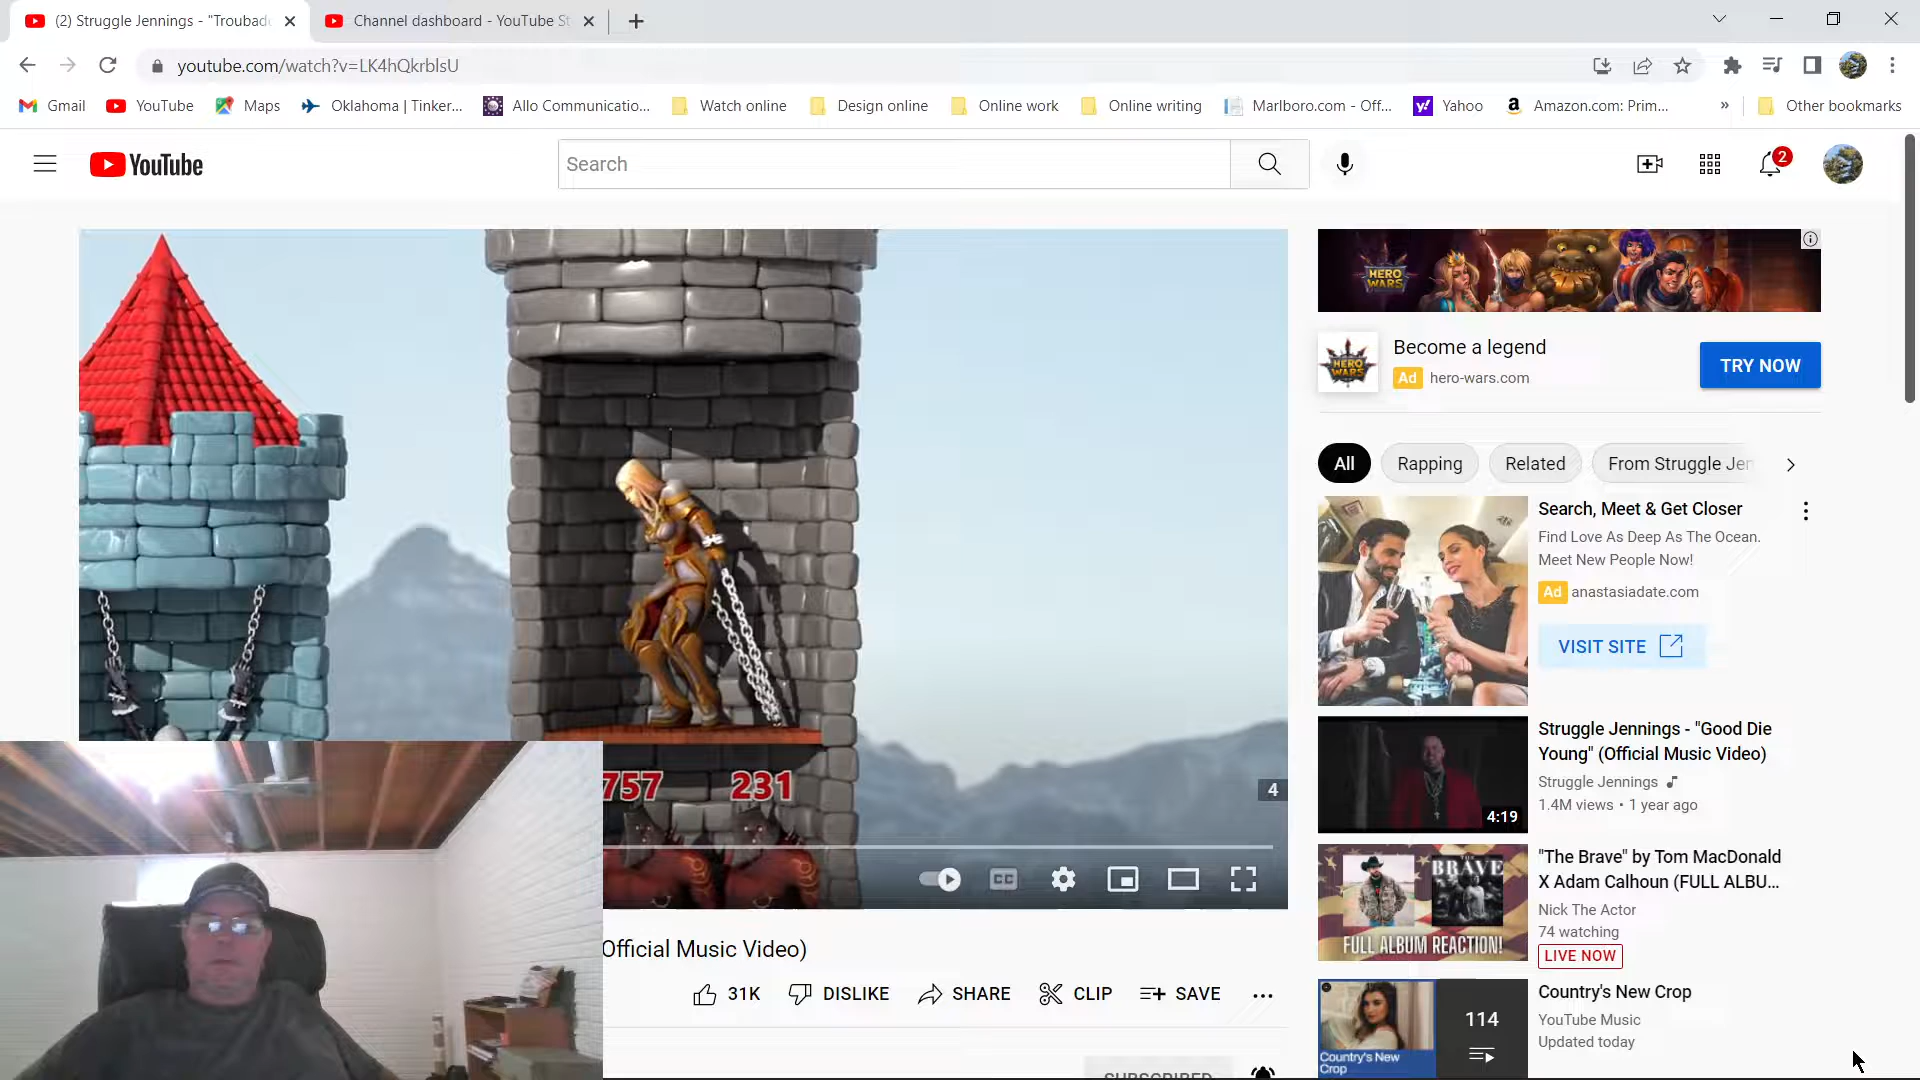 (2) Struggle Jennings - "Troubad
Channel dashboard - YouTube St
youtube.com/watch?v=LK4hQkrblsU
Gmail
YouTube
Maps
Oklahoma | Tinker...
Allo Communicatio...
Watch online
Design online
Online work
Online writing
Marlboro.com - Off...
Yahoo
Amazon.com: Prim...
»
Other bookmarks
YouTube
Search
2
HERO WARS
Become a legend
Ad hero-wars.com
TRY NOW
All
Rapping
Related
From Struggle Jen
Search, Meet & Get Closer
Find Love As Deep As The Ocean.
Meet New People Now!
Ad anastasiadate.com
VISIT SITE
Struggle Jennings - "Good Die
Young" (Official Music Video)
Struggle Jennings
1.4M views • 1 year ago
4:19
"The Brave" by Tom MacDonald
X Adam Calhoun (FULL ALBU...
Nick The Actor
74 watching
LIVE NOW
BRAVE
FULL ALBUM REACTION!
Country's New Crop
YouTube Music
Updated today
114
Country's New
Crop
757
231
4
CC
Official Music Video)
31K
DISLIKE
SHARE
CLIP
SAVE
SUBSCRIBED